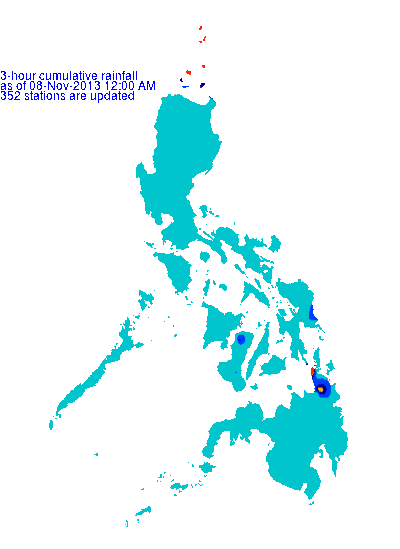 3-hour cumulative rainfall
as of 08-Nov-2013 12:00 AM
352 stations are updated